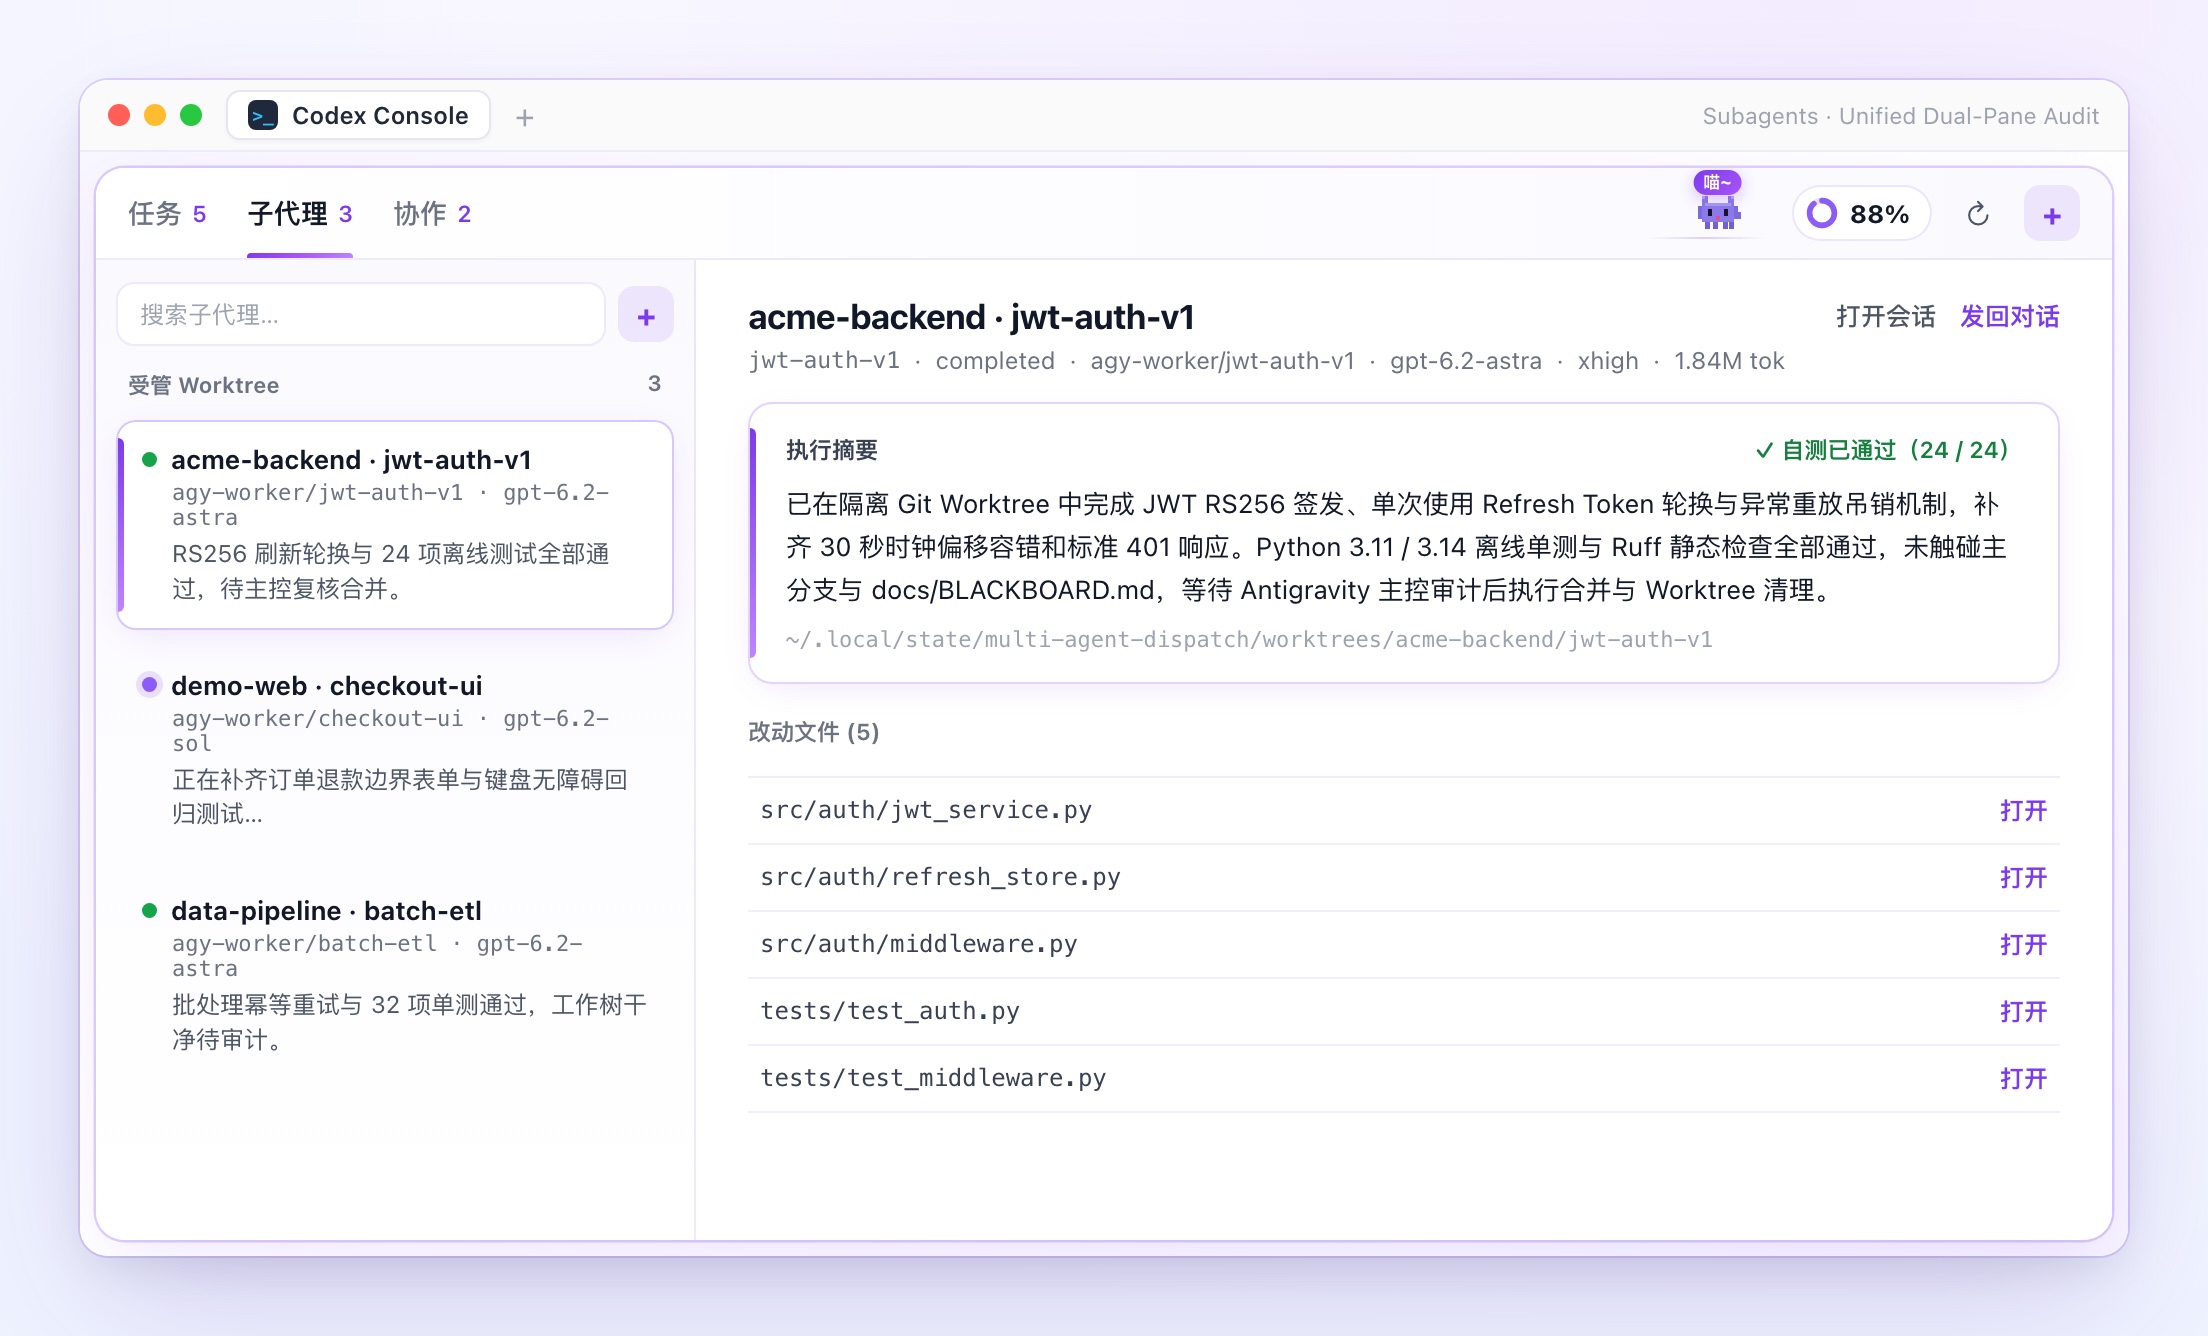 >_ Codex Console +
Subagents · Unified Dual-Pane Audit
任务 5 子代理 3 协作 2
喵~
88%
+
搜索子代理...
+
受管 Worktree 3
acme-backend · jwt-auth-v1
agy-worker/jwt-auth-v1 · gpt-6.2-
astra
RS256 刷新轮换与 24 项离线测试全部通
过，待主控复核合并。
demo-web · checkout-ui
agy-worker/checkout-ui · gpt-6.2-
sol
正在补齐订单退款边界表单与键盘无障碍回
归测试...
data-pipeline · batch-etl
agy-worker/batch-etl · gpt-6.2-
astra
批处理幂等重试与 32 项单测通过，工作树干
净待审计。
acme-backend · jwt-auth-v1
打开会话 发回对话
jwt-auth-v1 · completed · agy-worker/jwt-auth-v1 · gpt-6.2-astra · xhigh · 1.84M tok
执行摘要
✓ 自测已通过（24 / 24）
已在隔离 Git Worktree 中完成 JWT RS256 签发、单次使用 Refresh Token 轮换与异常重放吊销机制，补
齐 30 秒时钟偏移容错和标准 401 响应。Python 3.11 / 3.14 离线单测与 Ruff 静态检查全部通过，未触碰主
分支与 docs/BLACKBOARD.md，等待 Antigravity 主控审计后执行合并与 Worktree 清理。
~/.local/state/multi-agent-dispatch/worktrees/acme-backend/jwt-auth-v1
改动文件 (5)
src/auth/jwt_service.py 打开
src/auth/refresh_store.py 打开
src/auth/middleware.py 打开
tests/test_auth.py 打开
tests/test_middleware.py 打开